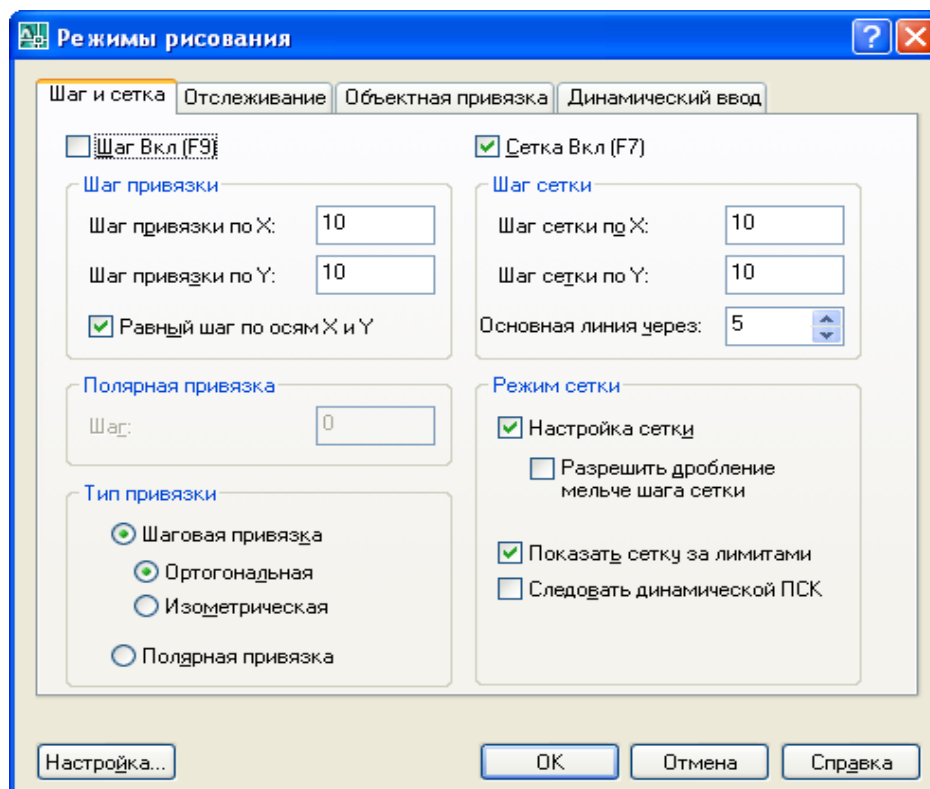 Режимы рисования
Шаг и сетка Отслеживание Объектная привязка Динамический ввод
Шаг Вкл (F9)
Сетка Вкл (F7)
Шаг привязки
Шаг привязки по X: 10
Шаг привязки по Y: 10
Равный шаг по осям X и Y
Шаг сетки
Шаг сетки по X: 10
Шаг сетки по Y: 10
Основная линия через: 5
Полярная привязка
Шаг: 0
Режим сетки
Настройка сетки
Разрешить дробление
мельче шага сетки
Показать сетку за лимитами
Следовать динамической ПСК
Тип привязки
Шаговая привязка
Ортогональная
Изометрическая
Полярная привязка
Настройка... OK Отмена Справка